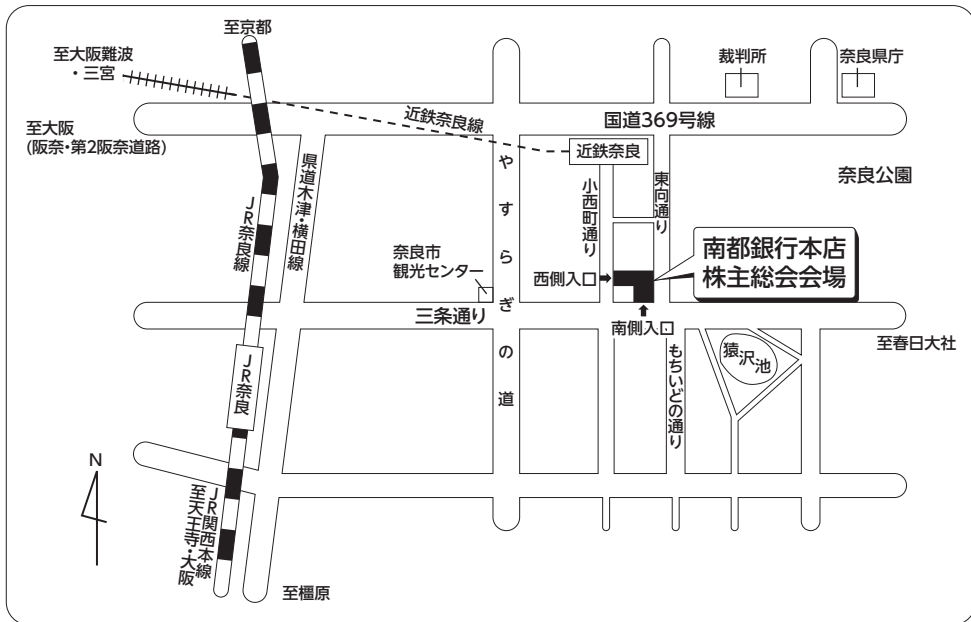 至京都
至大阪難波
・三宮
裁判所
奈良県庁
至大阪
(阪奈・第2阪奈道路)
近鉄奈良線
国道369号線
近鉄奈良
奈良公園
県道木津・横田線
JR奈良線
やすらぎの道
小西町通り
東向通り
南都銀行本店
株主総会会場
奈良市
観光センター
西側入口
三条通り
南側入口
至春日大社
猿沢池
もちいどの通り
JR奈良
N
JR関西本線
至天王寺・大阪
至橿原